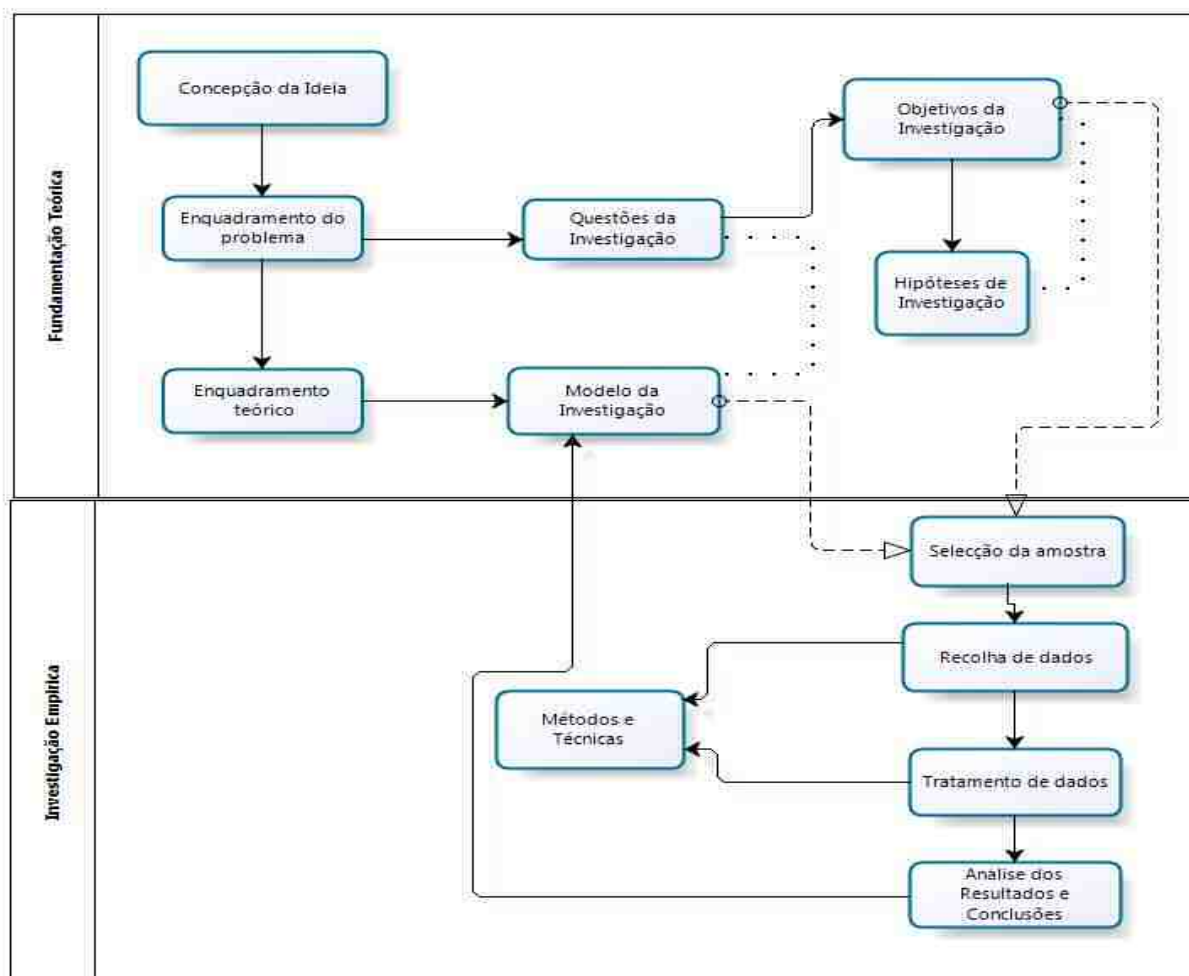 Fundamentação Teórica
Concepção da Ideia
Enquadramento do
problema
Questões da
Investigação
Objetivos da
Investigação
Hipóteses de
Investigação
Enquadramento
teórico
Modelo da
Investigação
Investigação Empírica
Selecção da amostra
Recolha de dados
Métodos e
Técnicas
Tratamento de dados
Análise dos
Resultados e
Conclusões